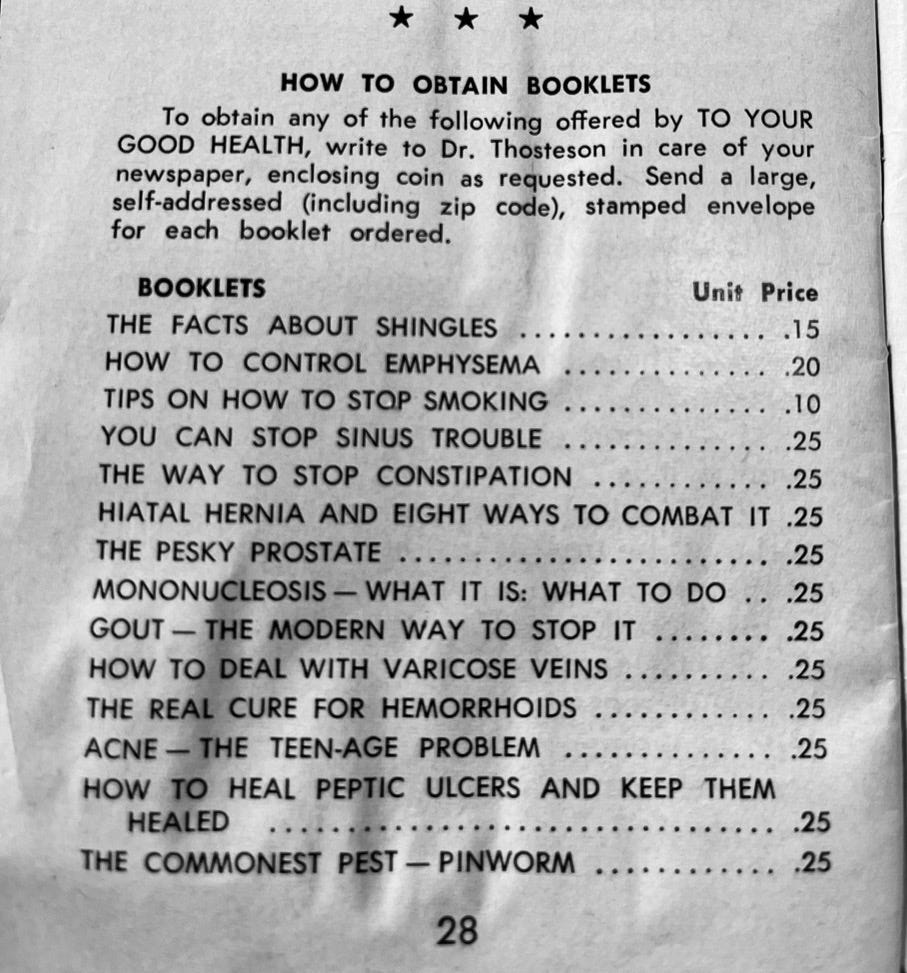 ★ ★ ★
HOW TO OBTAIN BOOKLETS
To obtain any of the following offered by TO YOUR
GOOD HEALTH, write to Dr. Thosteson in care of your
newspaper, enclosing coin as requested. Send a large,
self-addressed (including zip code), stamped envelope
for each booklet ordered.
BOOKLETS Unit Price
THE FACTS ABOUT SHINGLES .................. .15
HOW TO CONTROL EMPHYSEMA .............. .20
TIPS ON HOW TO STOP SMOKING .............. .10
YOU CAN STOP SINUS TROUBLE .............. .25
THE WAY TO STOP CONSTIPATION ............ .25
HIATAL HERNIA AND EIGHT WAYS TO COMBAT IT .25
THE PESKY PROSTATE .......................... .25
MONONUCLEOSIS — WHAT IT IS: WHAT TO DO .. .25
GOUT — THE MODERN WAY TO STOP IT ........ .25
HOW TO DEAL WITH VARICOSE VEINS .......... .25
THE REAL CURE FOR HEMORRHOIDS ............ .25
ACNE — THE TEEN-AGE PROBLEM .............. .25
HOW TO HEAL PEPTIC ULCERS AND KEEP THEM
HEALED .................................. .25
THE COMMONEST PEST — PINWORM ............ .25
28